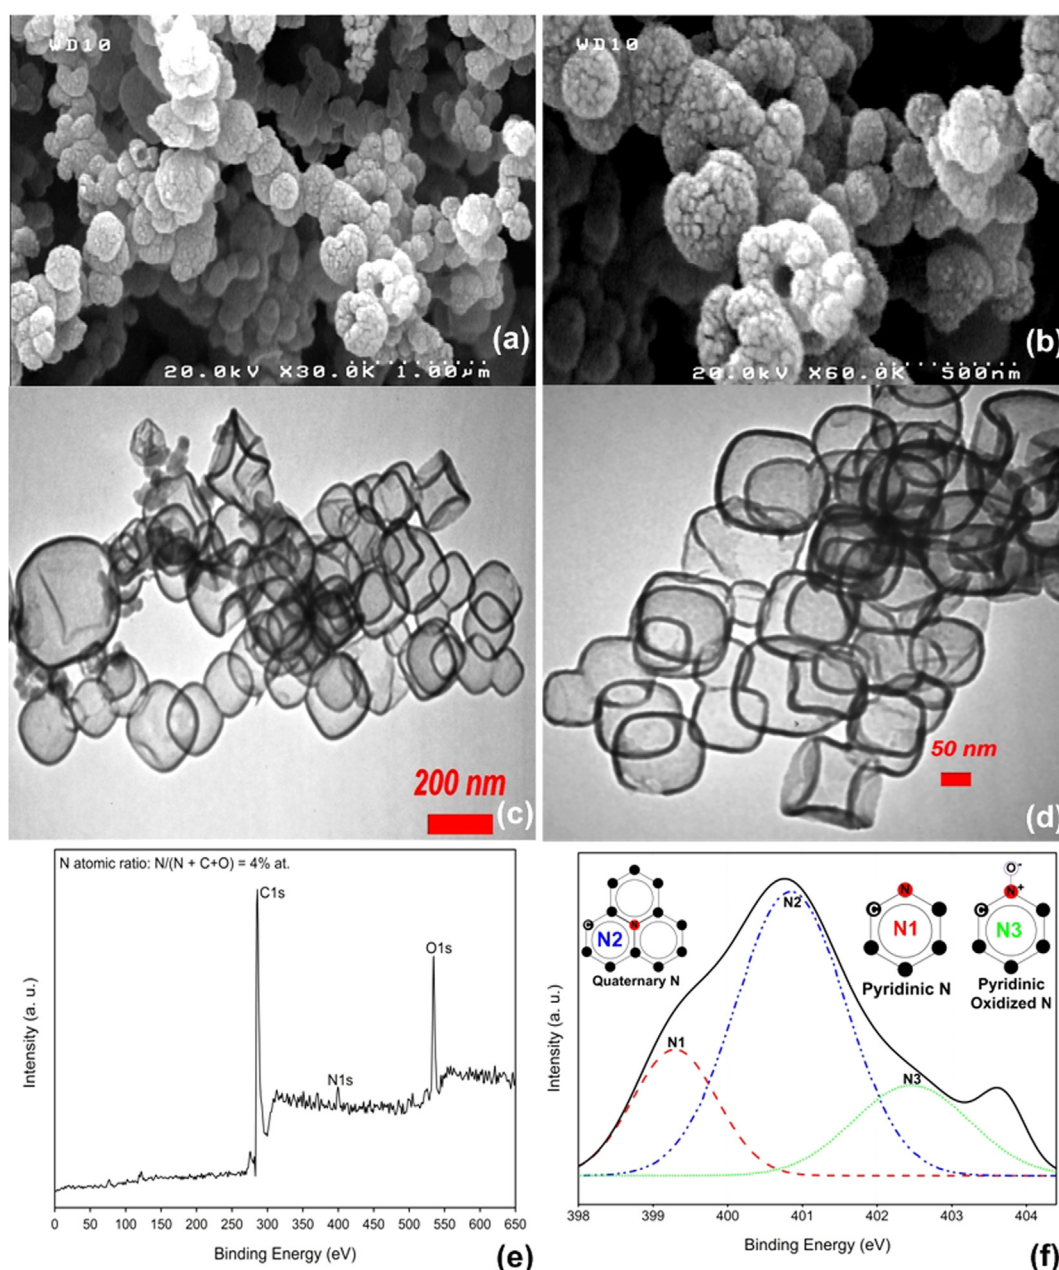 WD10
(a)
20.0kV X30.0K 1.00µm
WD10
(b)
20.0kV X60.0K 500nm
200 nm
(c)
50 nm
(d)
N atomic ratio: N/(N + C+O) = 4% at.
C1s
O1s
N1s
Intensity (a. u.)
0 50 100 150 200 250 300 350 400 450 500 550 600 650
Binding Energy (eV)
(e)
C
N
N2
Quaternary N
N2
N
C
N1
Pyridinic N
O-
N+
C
N3
Pyridinic
Oxidized N
N1
N3
Intensity (a. u.)
398 399 400 401 402 403 404
Binding Energy (eV)
(f)